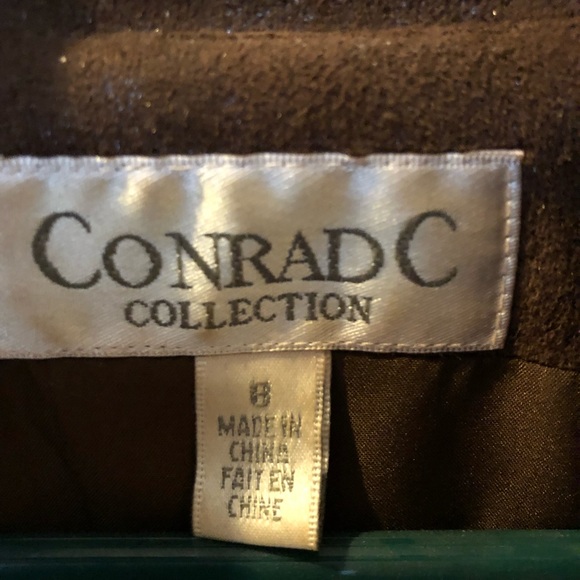 CONRAD C
COLLECTION
8
MADE IN
CHINA
FAIT EN
CHINE